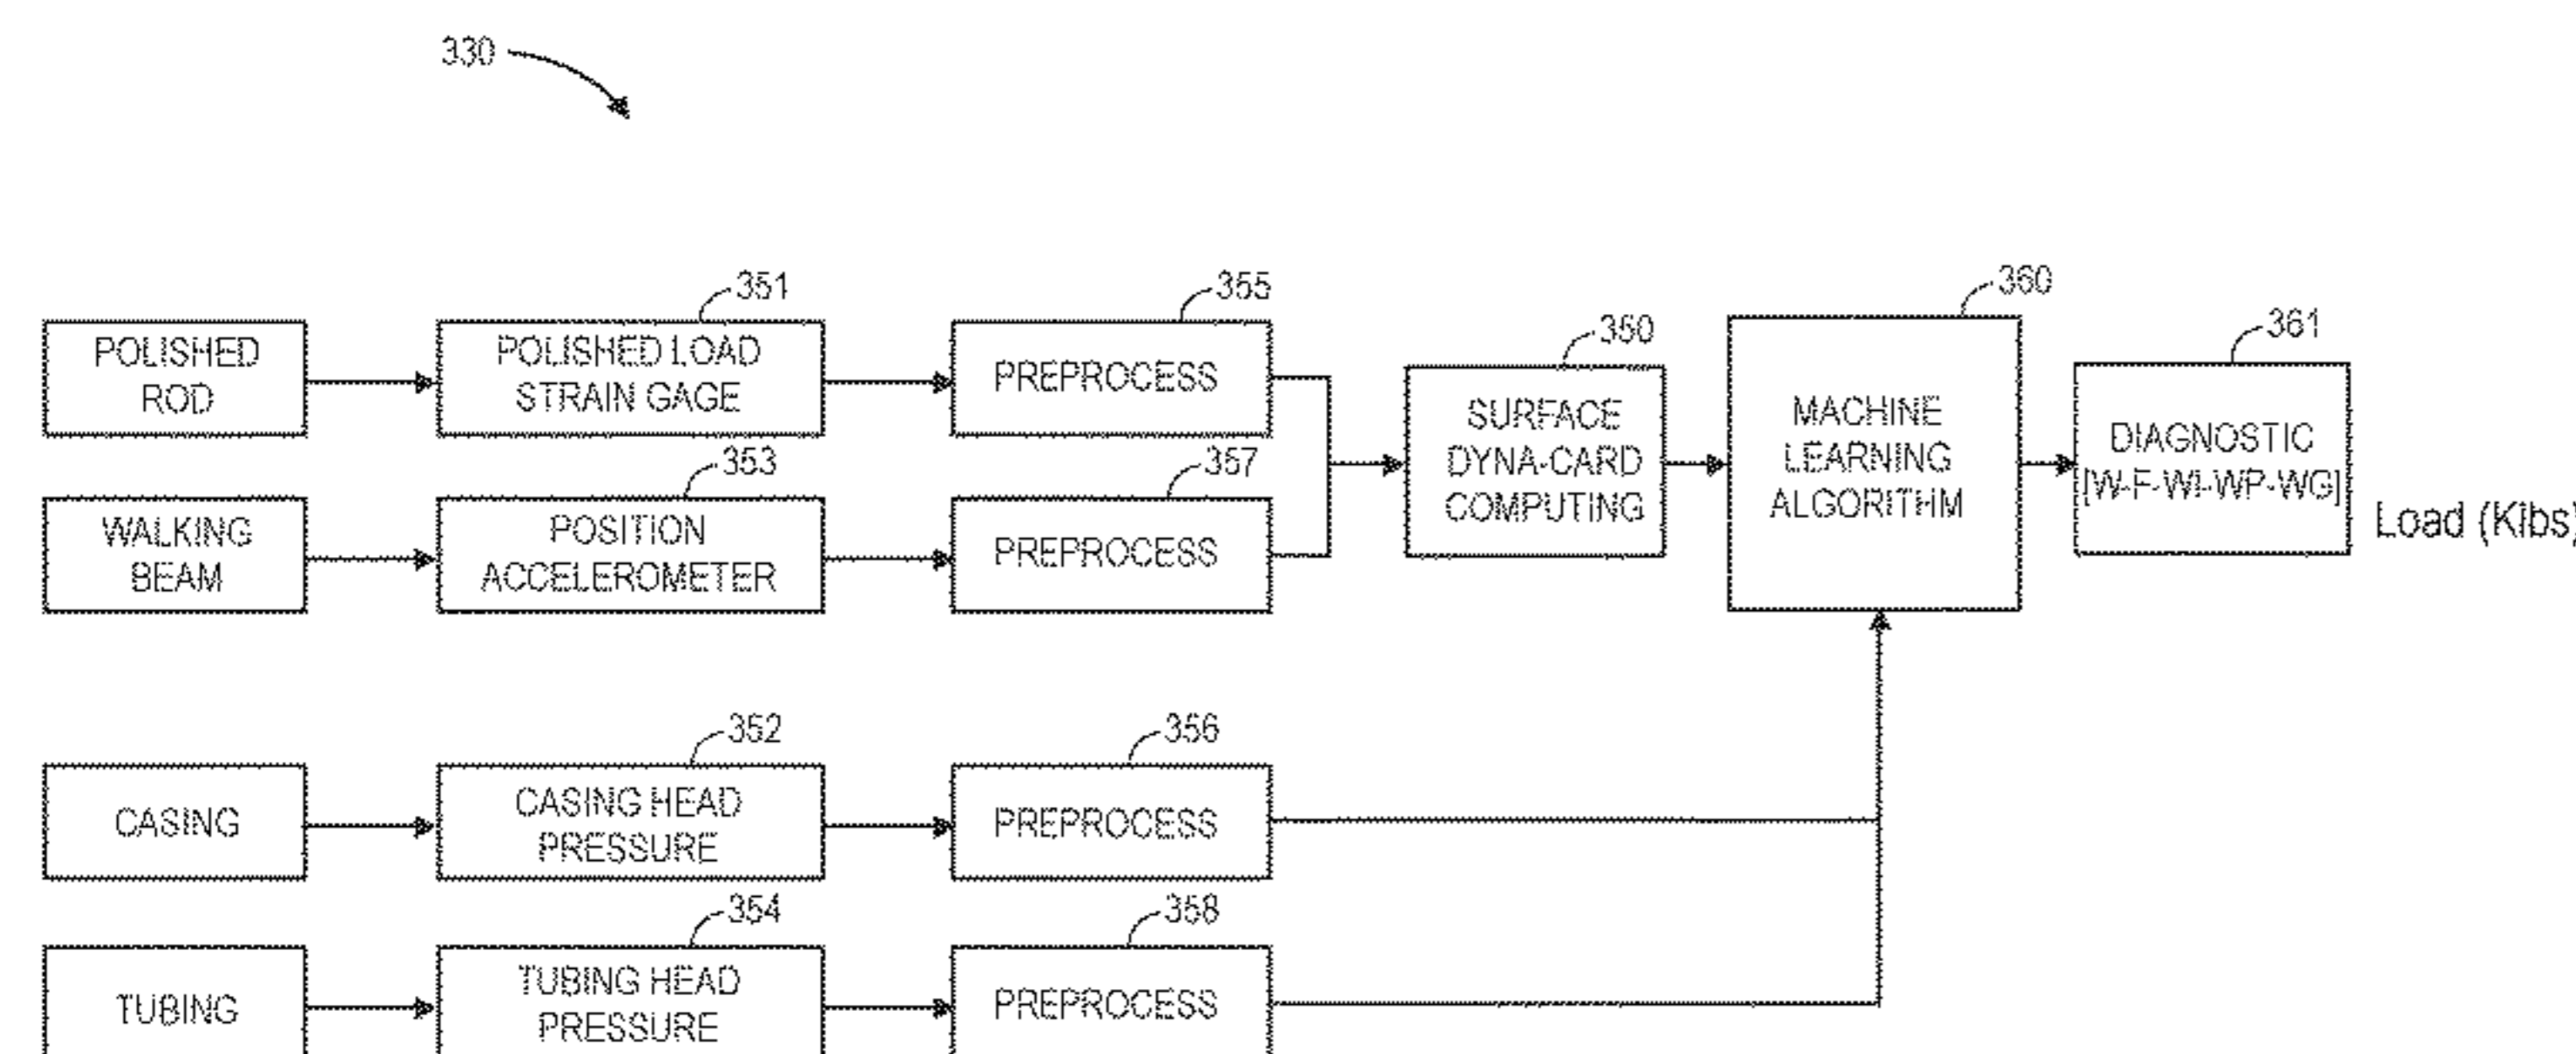 330
351
355
360
350
361
POLISHED
ROD
POLISHED LOAD
STRAIN GAGE
PREPROCESS
SURFACE
DYNA-CARD
COMPUTING
MACHINE
LEARNING
ALGORITHM
DIAGNOSTIC
[W-F-WI-WP-WG]
Load (Kibs)
353
357
WALKING
BEAM
POSITION
ACCELEROMETER
PREPROCESS
352
356
CASING
CASING HEAD
PRESSURE
PREPROCESS
354
358
TUBING
TUBING HEAD
PRESSURE
PREPROCESS